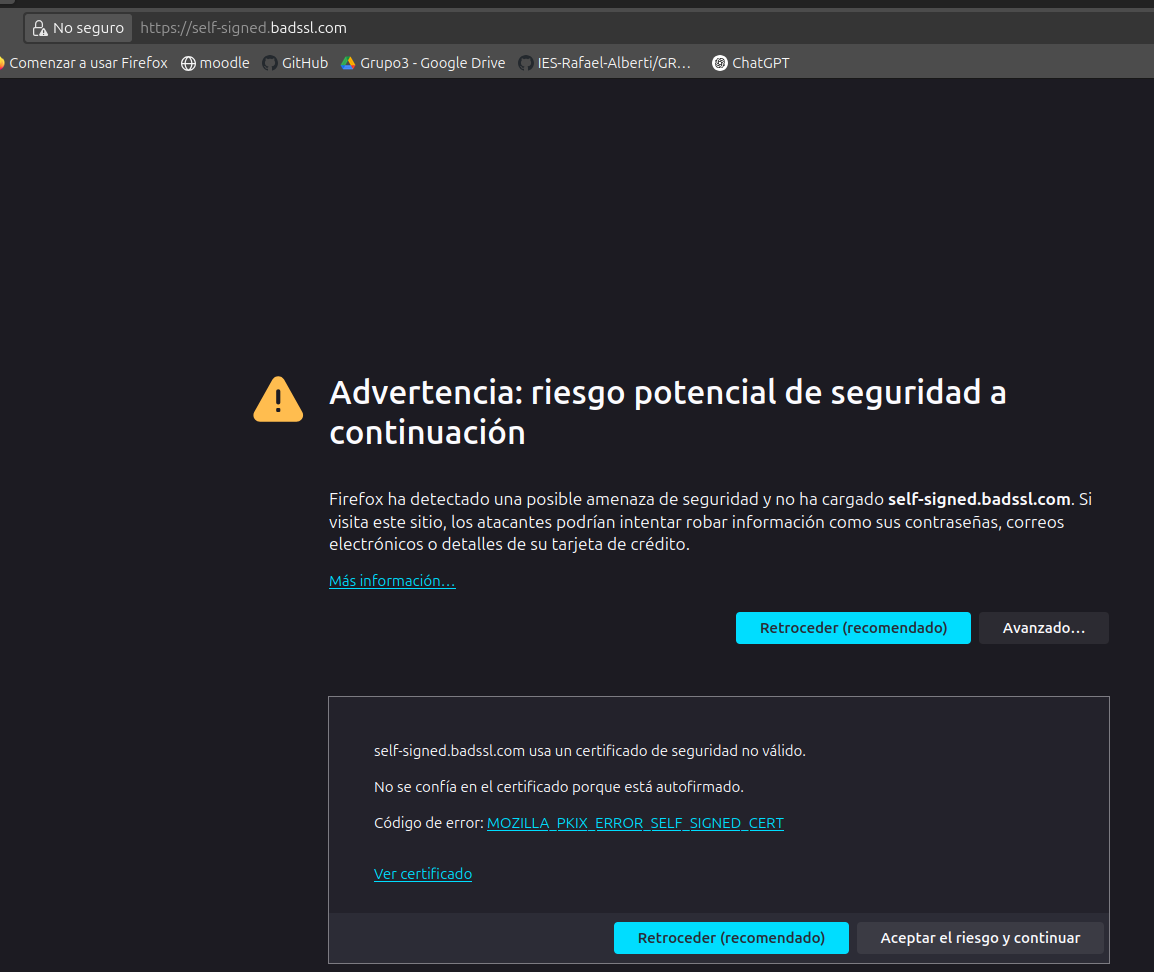 No seguro https://self-signed.badssl.com
Comenzar a usar Firefox moodle GitHub Grupo3 - Google Drive IES-Rafael-Alberti/GR… ChatGPT
Advertencia: riesgo potencial de seguridad a
continuación
Firefox ha detectado una posible amenaza de seguridad y no ha cargado self-signed.badssl.com. Si
visita este sitio, los atacantes podrían intentar robar información como sus contraseñas, correos
electrónicos o detalles de su tarjeta de crédito.
Más información…
Retroceder (recomendado) Avanzado…
self-signed.badssl.com usa un certificado de seguridad no válido.
No se confía en el certificado porque está autofirmado.
Código de error: MOZILLA_PKIX_ERROR_SELF_SIGNED_CERT
Ver certificado
Retroceder (recomendado) Aceptar el riesgo y continuar